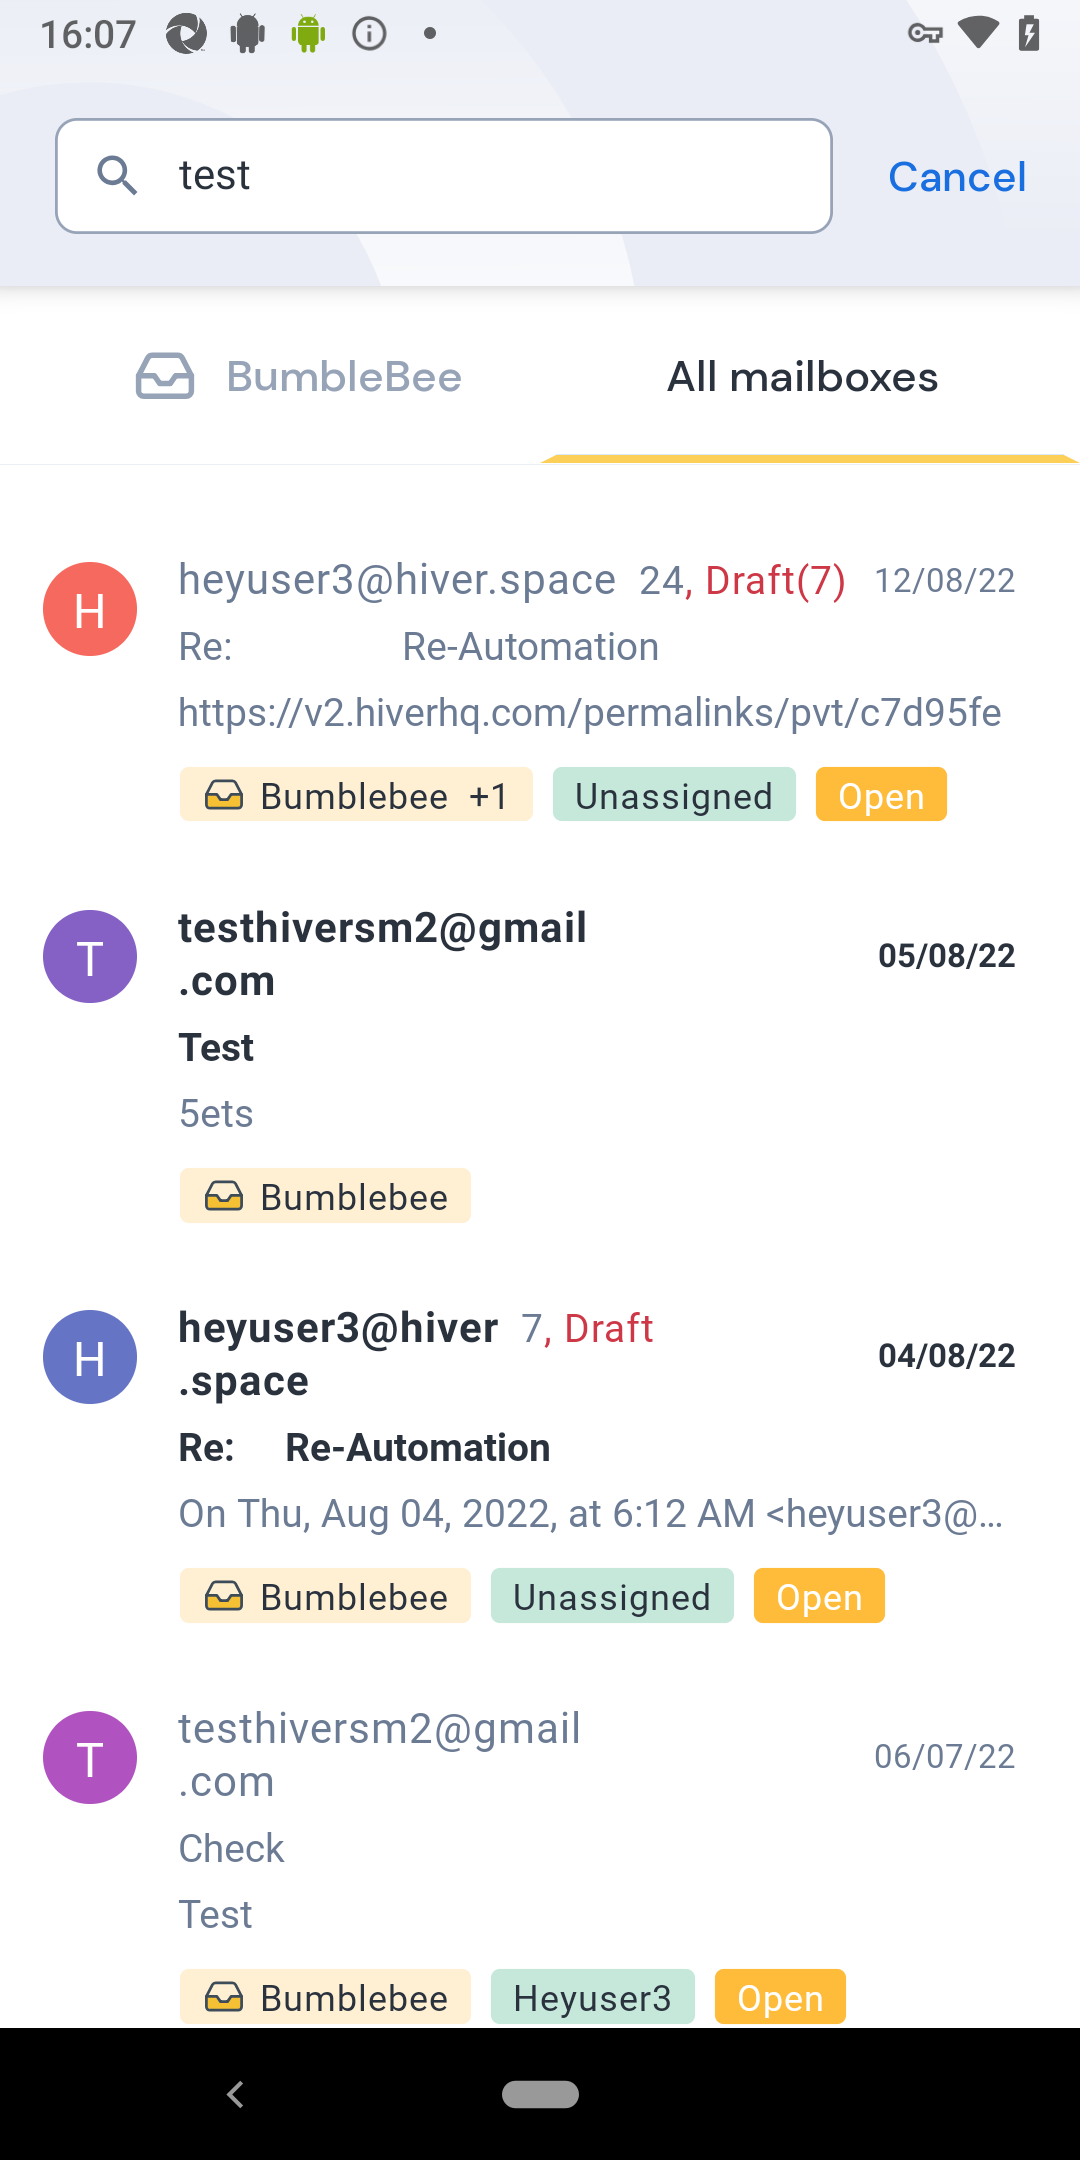 16:07
test
Cancel
BumbleBee
All mailboxes
H
heyuser3@hiver.space 24, Draft(7) 12/08/22
Re: Re-Automation
https://v2.hiverhq.com/permalinks/pvt/c7d95fe
Bumblebee +1 Unassigned Open
T
testhiversm2@gmail
.com
05/08/22
Test
5ets
Bumblebee
H
heyuser3@hiver 7, Draft
.space
04/08/22
Re: Re-Automation
On Thu, Aug 04, 2022, at 6:12 AM <heyuser3@...
Bumblebee Unassigned Open
T
testhiversm2@gmail
.com
06/07/22
Check
Test
Bumblebee Heyuser3 Open